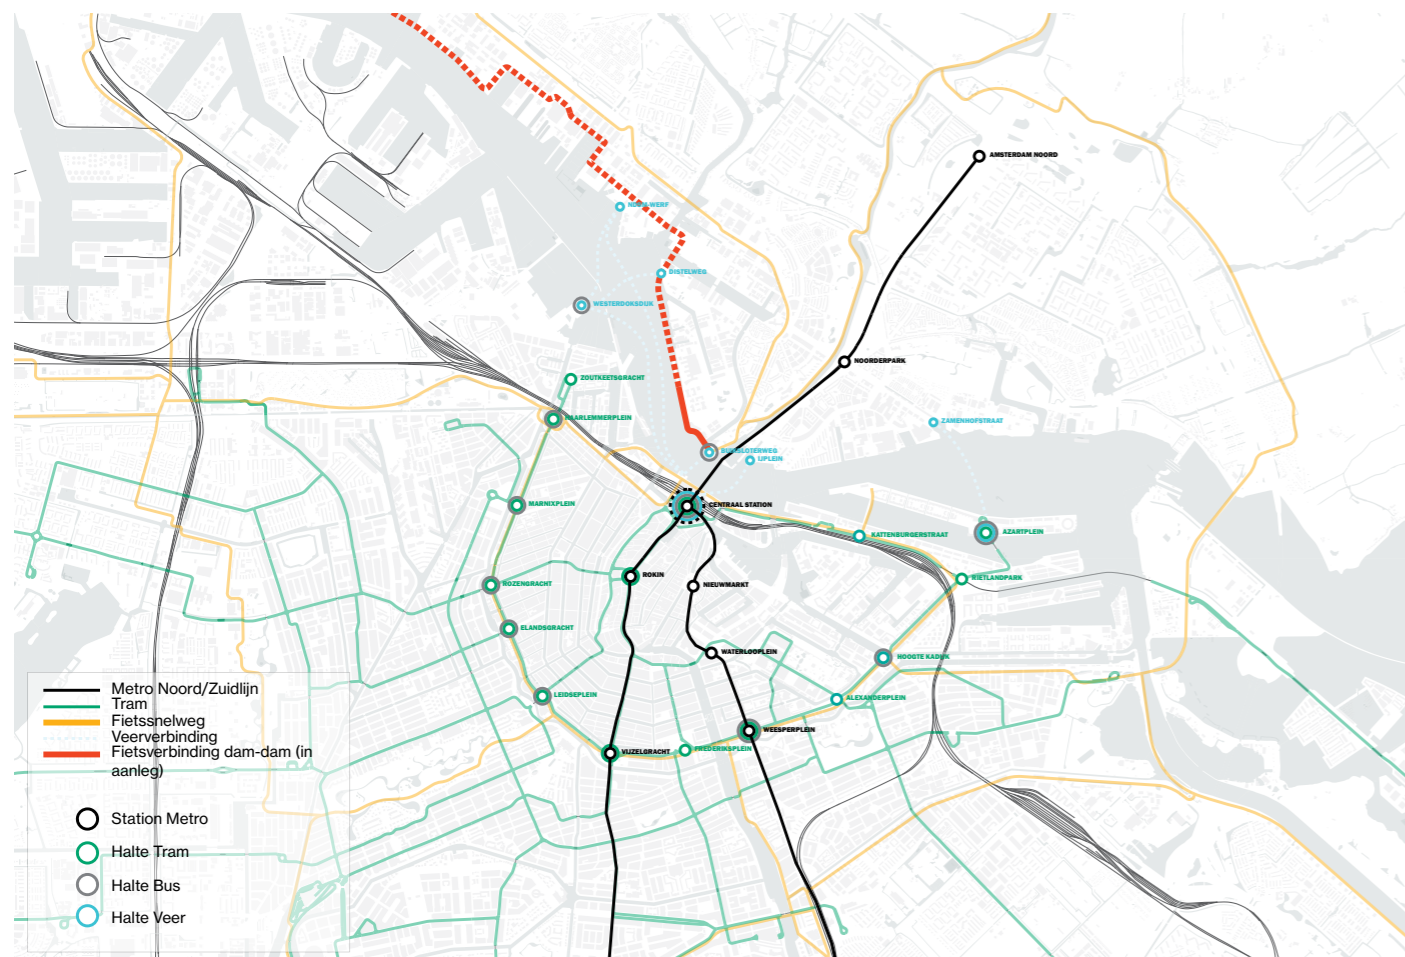 AMSTERDAM NOORD
NDSM-WERF
DISTELWEG
WESTERDOKSDIJK
NOORDERPARK
ZOUTKEETSGRACHT
HAARLEMMERPLEIN
ZAMENHOFSTRAAT
BUIKSLOTERWEG
IJPLEIN
MARNIXPLEIN
CENTRAAL STATION
KATTENBURGERSTRAAT
AZARTPLEIN
ROKIN
RIETLANDPARK
ROZENGRACHT
NIEUWMARKT
ELANDSGRACHT
WATERLOOPLEIN
HOOGTE KADIJK
LEIDSEPLEIN
ALEXANDERPLEIN
WEESPERPLEIN
VIJZELGRACHT
FREDERIKSPLEIN
Metro Noord/Zuidlijn
Tram
Fietssnelweg
Veerverbinding
Fietsverbinding dam-dam (in
aanleg)
Station Metro
Halte Tram
Halte Bus
Halte Veer